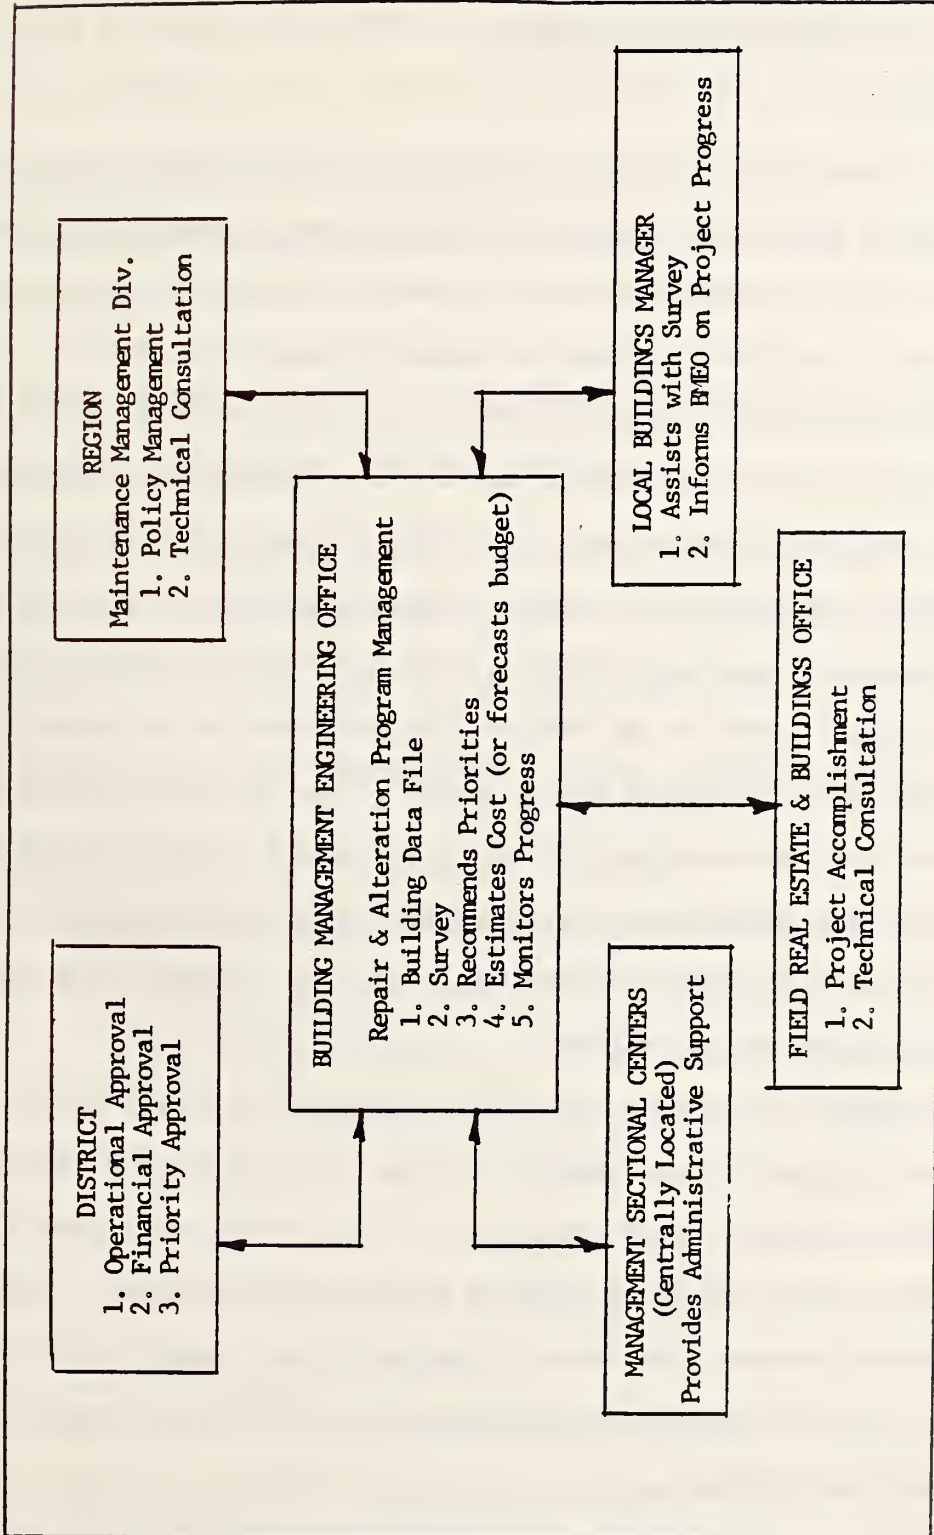 DISTRICT
1. Operational Approval
2. Financial Approval
3. Priority Approval
REGION
Maintenance Management Div.
1. Policy Management
2. Technical Consultation
BUILDING MANAGEMENT ENGINEERING OFFICE
Repair & Alteration Program Management
1. Building Data File
2. Survey
3. Recommends Priorities
4. Estimates Cost (or forecasts budget)
5. Monitors Progress
MANAGEMENT SECTIONAL CENTERS
(Centrally Located)
Provides Administrative Support
LOCAL BUILDINGS MANAGER
1. Assists with Survey
2. Informs BMEO on Project Progress
FIELD REAL ESTATE & BUILDINGS OFFICE
1. Project Accomplishment
2. Technical Consultation